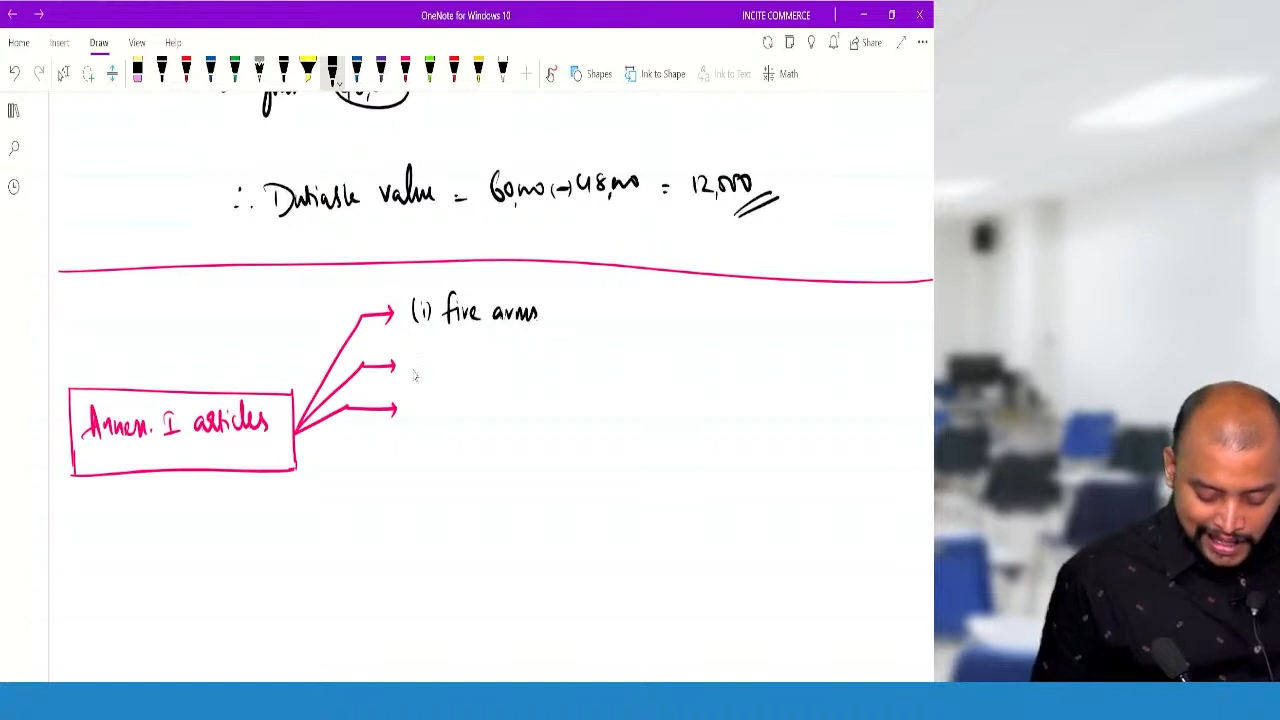 OneNote for Windows 10
INCITE COMMERCE
Home Insert Draw View Help
Share
Shapes Ink to Shape Ink to Text Math
∴ Dutiable value = 60,000 (-) 48,000 = 12,000
(i) fire arms
Annex. I articles